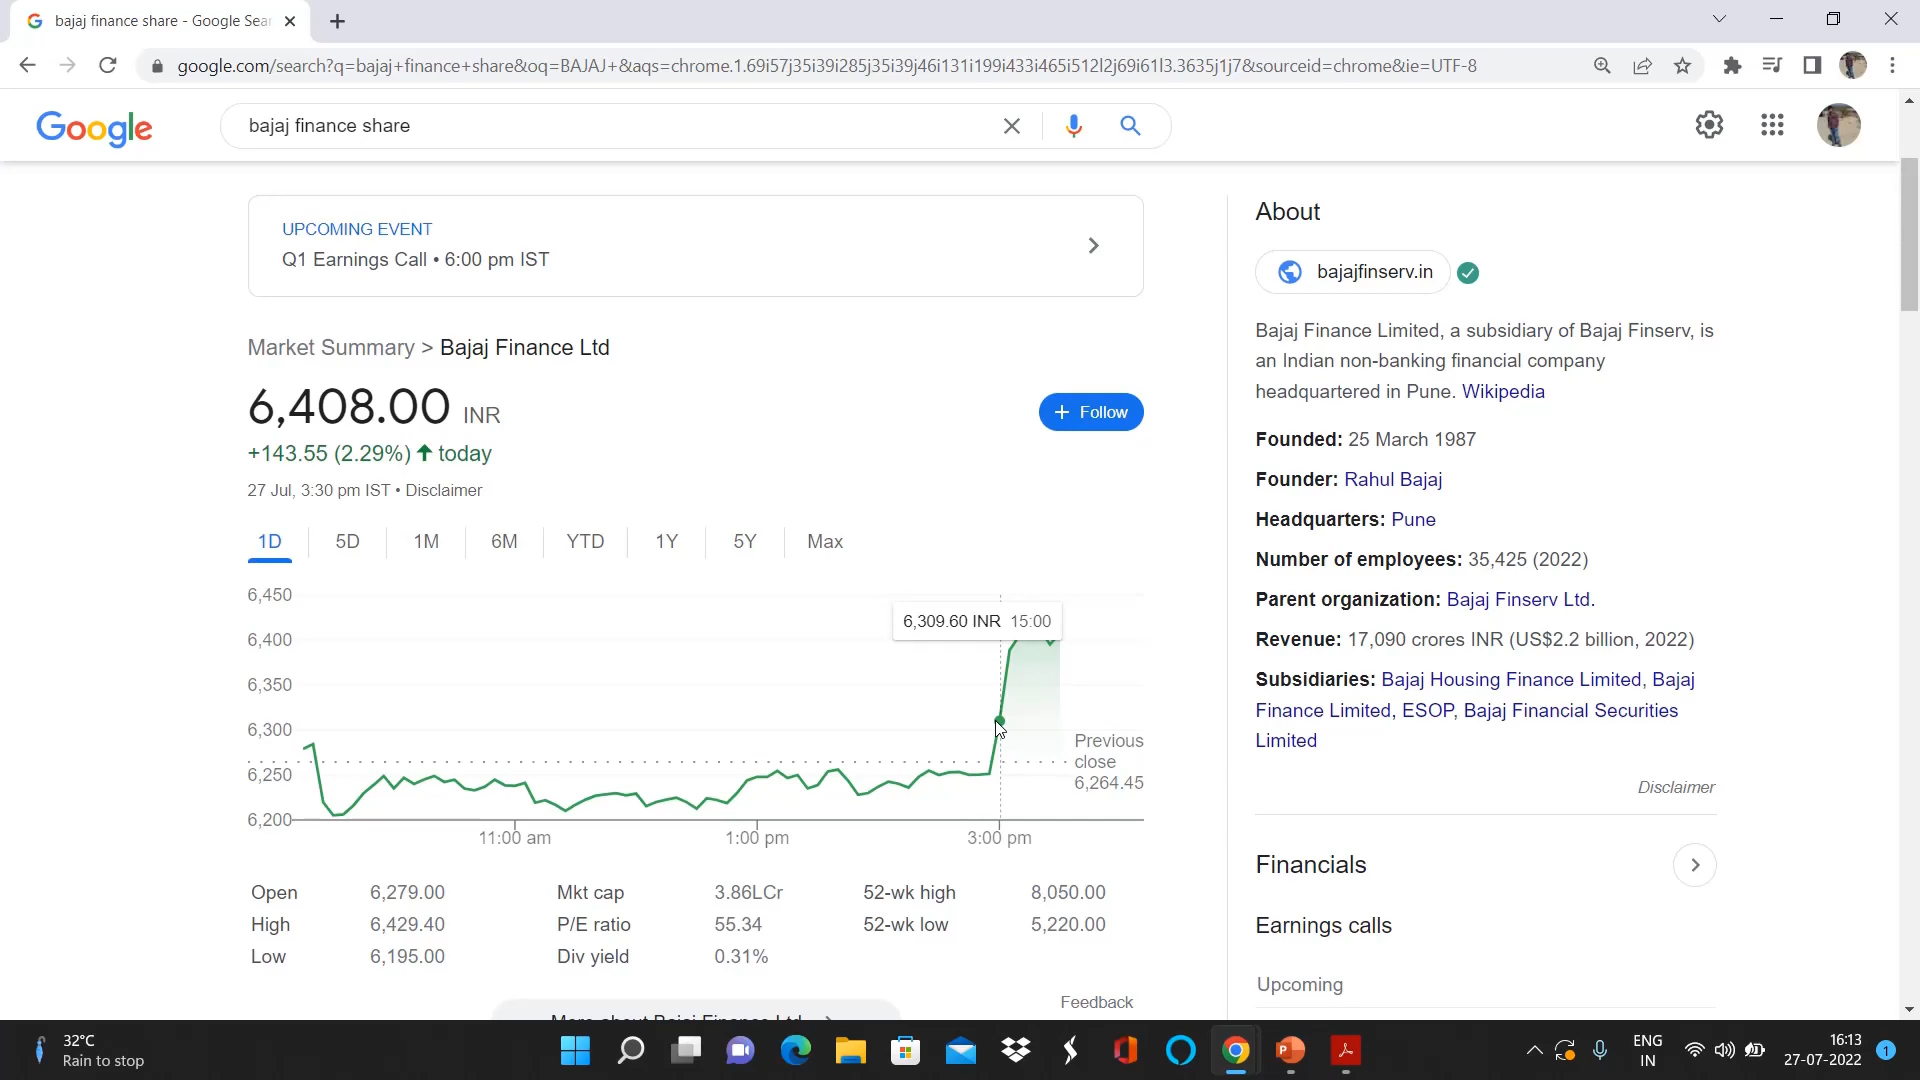 bajaj finance share - Google Sear
google.com/search?q=bajaj+finance+share&oq=BAJAJ+&aqs=chrome.1.69i57j35i39i285j35i39j46i131i199i433i465i512l2j69i61l3.3635j1j7&sourceid=chrome&ie=UTF-8
Google
bajaj finance share
UPCOMING EVENT
Q1 Earnings Call • 6:00 pm IST
Market Summary > Bajaj Finance Ltd
6,408.00 INR
+ Follow
+143.55 (2.29%) today
27 Jul, 3:30 pm IST • Disclaimer
1D 5D 1M 6M YTD 1Y 5Y Max
6,450
6,309.60 INR 15:00
6,400
6,350
6,300
Previous
close
6,264.45
6,250
6,200
11:00 am 1:00 pm 3:00 pm
Open 6,279.00 Mkt cap 3.86LCr 52-wk high 8,050.00
High 6,429.40 P/E ratio 55.34 52-wk low 5,220.00
Low 6,195.00 Div yield 0.31%
Feedback
More about Bajaj Finance Ltd
About
bajajfinserv.in
Bajaj Finance Limited, a subsidiary of Bajaj Finserv, is
an Indian non-banking financial company
headquartered in Pune. Wikipedia
Founded: 25 March 1987
Founder: Rahul Bajaj
Headquarters: Pune
Number of employees: 35,425 (2022)
Parent organization: Bajaj Finserv Ltd.
Revenue: 17,090 crores INR (US$2.2 billion, 2022)
Subsidiaries: Bajaj Housing Finance Limited, Bajaj
Finance Limited, ESOP, Bajaj Financial Securities
Limited
Disclaimer
Financials
Earnings calls
Upcoming
32°C
Rain to stop
ENG
IN
16:13
27-07-2022
1